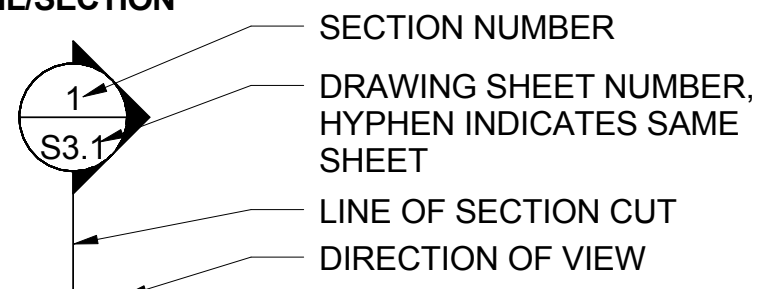 IL/SECTION
SECTION NUMBER
1
DRAWING SHEET NUMBER,
HYPHEN INDICATES SAME
SHEET
S3.1
LINE OF SECTION CUT
DIRECTION OF VIEW